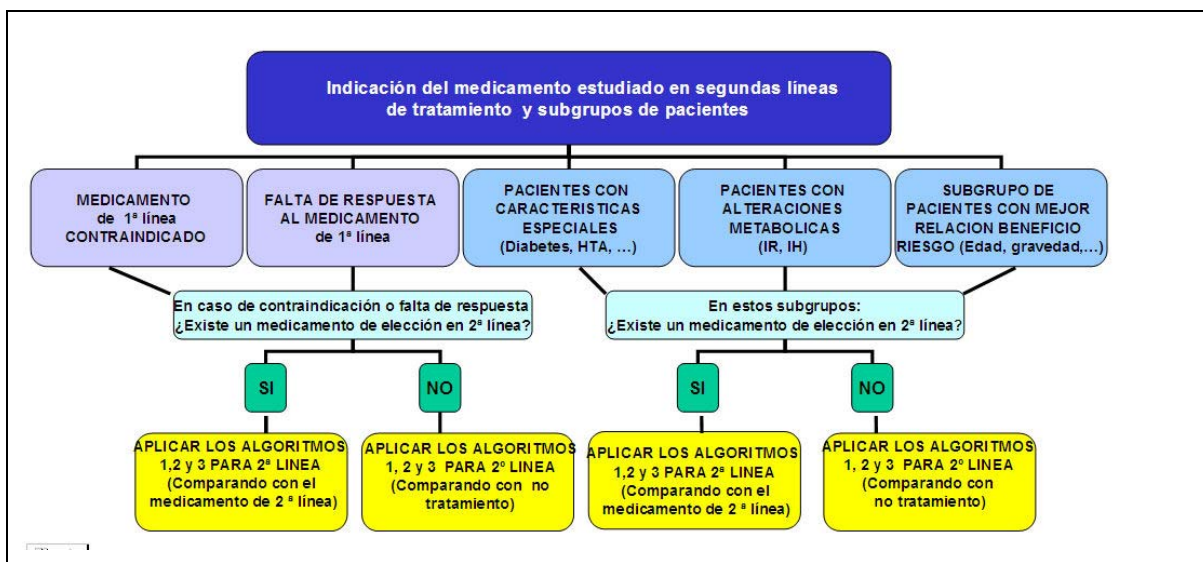 Indicación del medicamento estudiado en segundas líneas
de tratamiento y subgrupos de pacientes
MEDICAMENTO
de 1ª línea
CONTRAINDICADO
FALTA DE RESPUESTA
AL MEDICAMENTO
de 1ª línea
PACIENTES CON
CARACTERISTICAS
ESPECIALES
(Diabetes, HTA, ...)
PACIENTES CON
ALTERACIONES
METABOLICAS
(IR, IH)
SUBGRUPO DE
PACIENTES CON MEJOR
RELACION BENEFICIO
RIESGO (Edad, gravedad,...)
En caso de contraindicación o falta de respuesta
¿Existe un medicamento de elección en 2ª línea?
En estos subgrupos:
¿Existe un medicamento de elección en 2ª línea?
SI
NO
SI
NO
APLICAR LOS ALGORITMOS
1,2 y 3 PARA 2ª LINEA
(Comparando con el
medicamento de 2 ª línea)
APLICAR LOS ALGORITMOS
1, 2 y 3 PARA 2º LINEA
(Comparando con no
tratamiento)
APLICAR LOS ALGORITMOS
1,2 y 3 PARA 2ª LINEA
(Comparando con el
medicamento de 2 ª línea)
APLICAR LOS ALGORITMOS
1, 2 y 3 PARA 2ª LINEA
(Comparando con
no tratamiento)